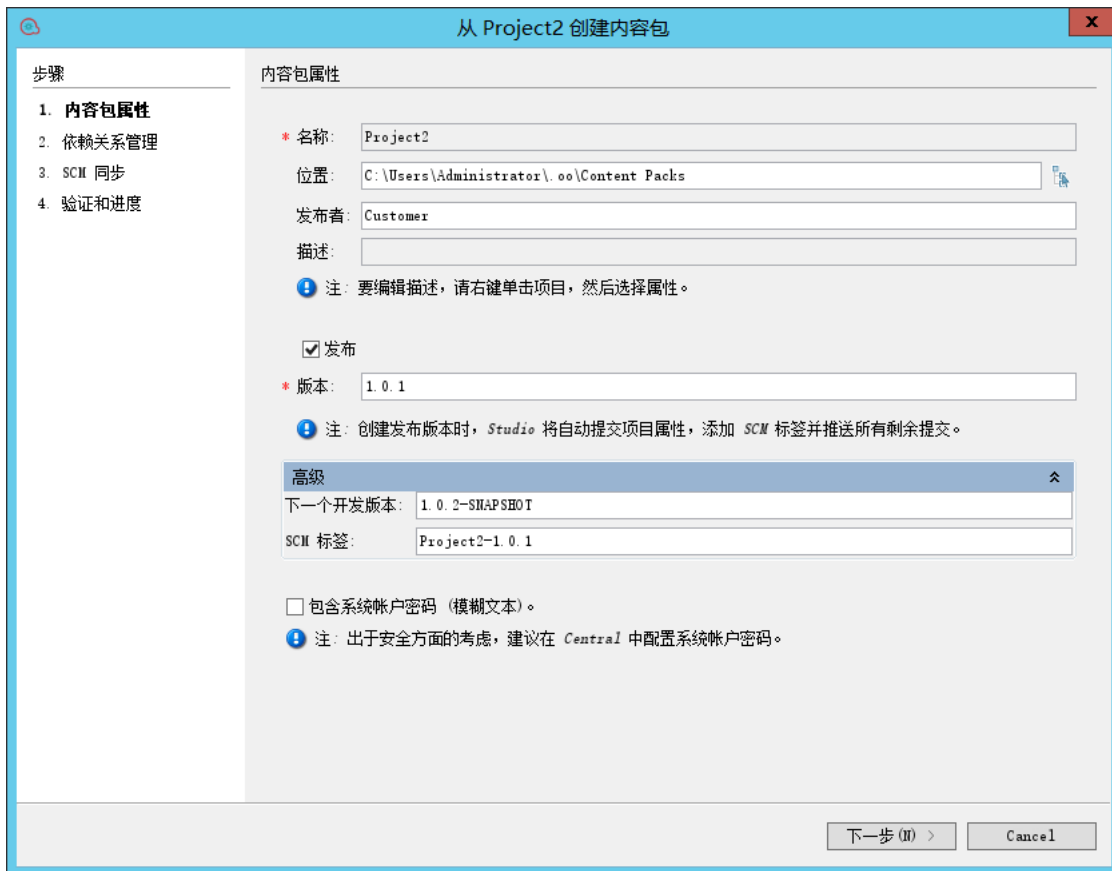 从 Project2 创建内容包
x
步骤
1. 内容包属性
2. 依赖关系管理
3. SCM 同步
4. 验证和进度
内容包属性
* 名称: Project2
位置: C:\Users\Administrator\.oo\Content Packs
发布者: Customer
描述:
注: 要编辑描述，请右键单击项目，然后选择属性。
发布
* 版本: 1.0.1
注: 创建发布版本时，Studio 将自动提交项目属性，添加 SCM 标签并推送所有剩余提交。
高级
下一个开发版本: 1.0.2-SNAPSHOT
SCM 标签: Project2-1.0.1
包含系统帐户密码 (模糊文本)。
注: 出于安全方面的考虑，建议在 Central 中配置系统帐户密码。
下一步(N) >
Cancel